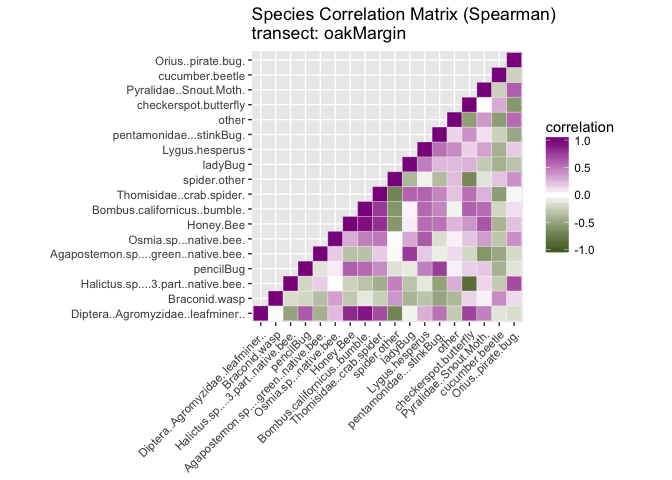 Species Correlation Matrix (Spearman)
transect: oakMargin
Orius..pirate.bug.
cucumber.beetle
Pyralidae..Snout.Moth.
checkerspot.butterfly
other
pentamonidae...stinkBug.
Lygus.hesperus
ladyBug
spider.other
Thomisidae..crab.spider.
Bombus.californicus..bumble.
Honey.Bee
Osmia.sp...native.bee.
Agapostemon.sp....green..native.bee.
pencilBug
Halictus.sp....3.part..native.bee.
Braconid.wasp
Diptera..Agromyzidae..leafminer..
correlation
1.0
0.5
0.0
-0.5
-1.0
Diptera..Agromyzidae..leafminer..
Braconid.wasp
Halictus.sp....3.part..native.bee.
pencilBug
Agapostemon.sp....green..native.bee.
Osmia.sp...native.bee.
Honey.Bee
Bombus.californicus..bumble.
Thomisidae..crab.spider.
spider.other
ladyBug
Lygus.hesperus
pentamonidae...stinkBug.
other
checkerspot.butterfly
Pyralidae..Snout.Moth.
cucumber.beetle
Orius..pirate.bug.